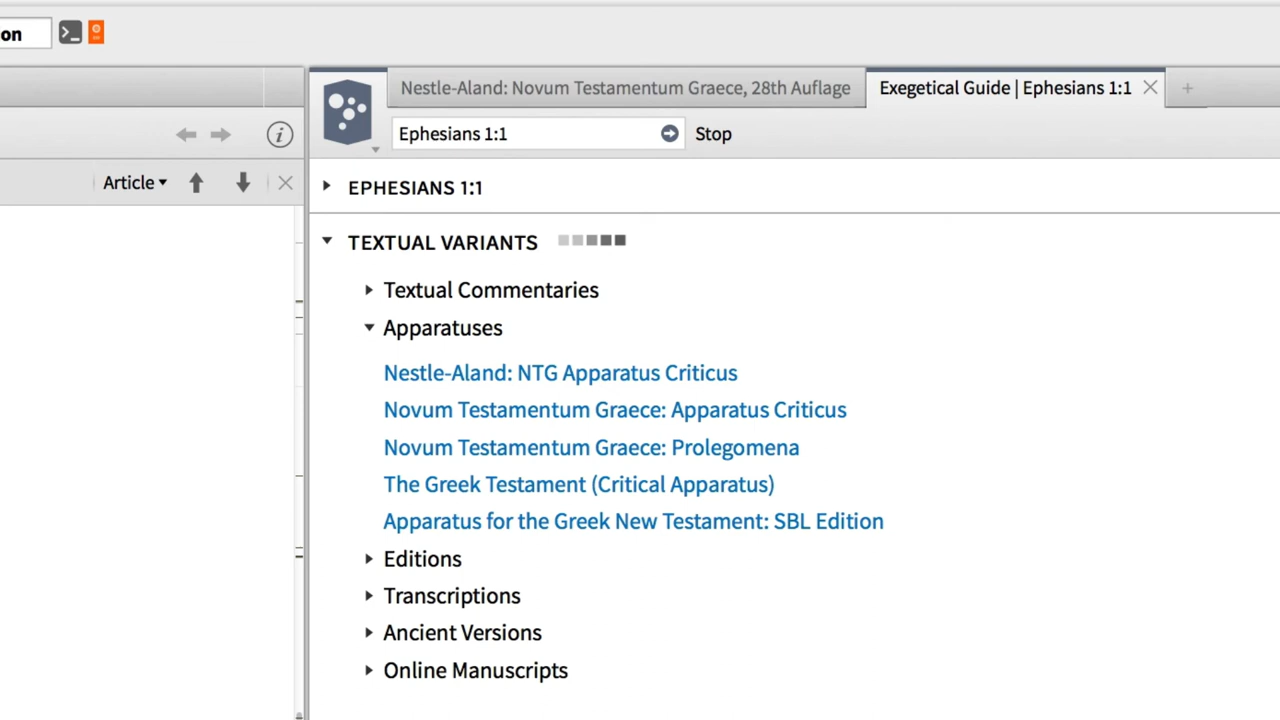 on
Nestle-Aland: Novum Testamentum Graece, 28th Auflage
Exegetical Guide | Ephesians 1:1
Ephesians 1:1
Stop
Article
EPHESIANS 1:1
TEXTUAL VARIANTS
Textual Commentaries
Apparatuses
Nestle-Aland: NTG Apparatus Criticus
Novum Testamentum Graece: Apparatus Criticus
Novum Testamentum Graece: Prolegomena
The Greek Testament (Critical Apparatus)
Apparatus for the Greek New Testament: SBL Edition
Editions
Transcriptions
Ancient Versions
Online Manuscripts